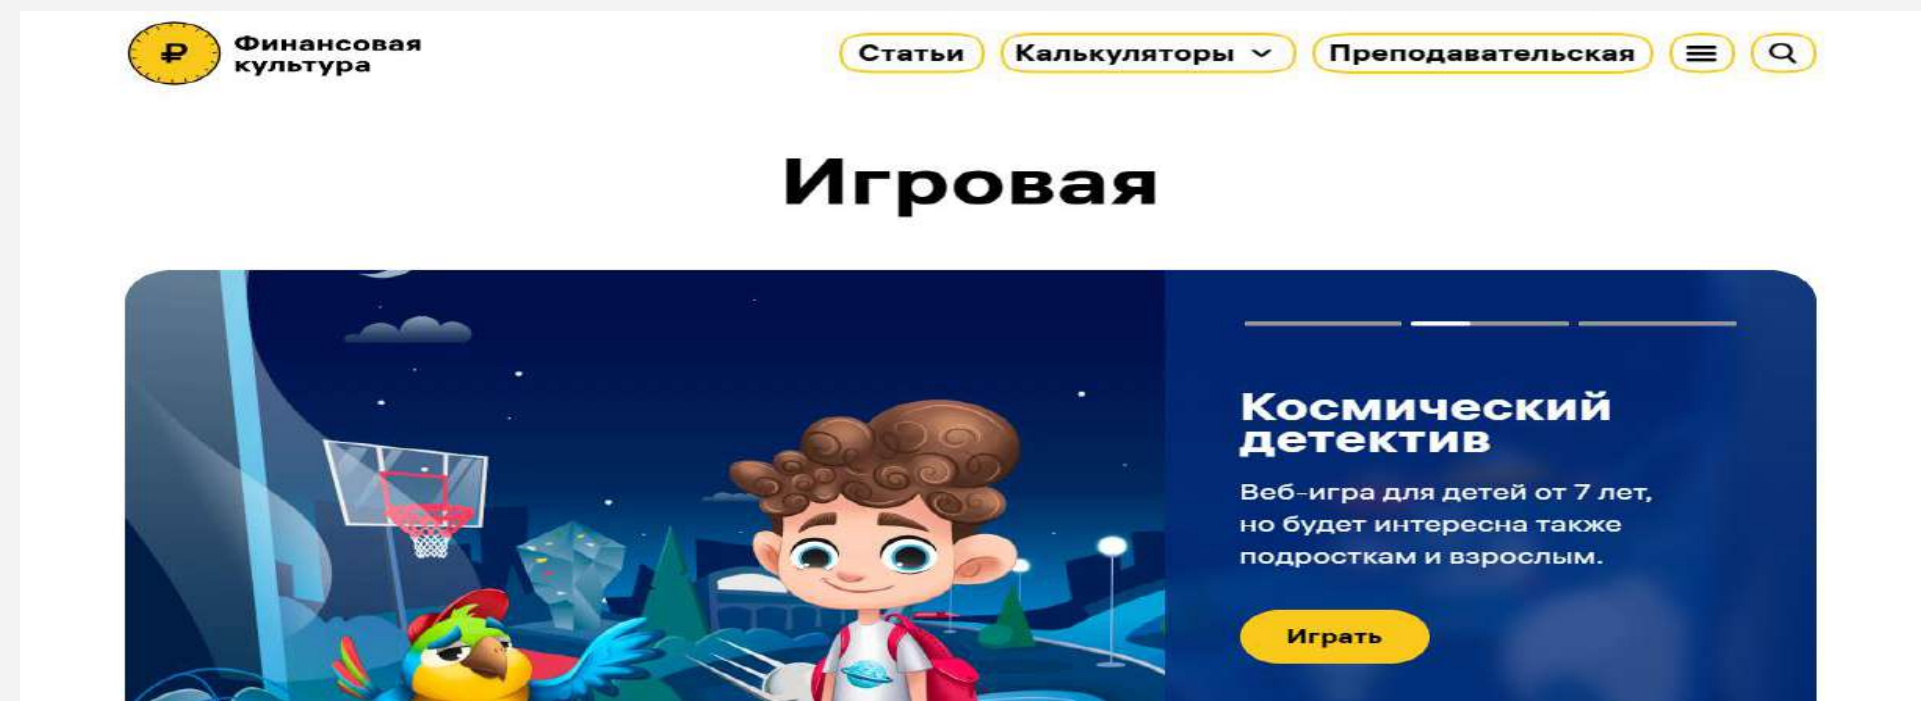 ₽
Финансовая
культура
Статьи
Калькуляторы
Преподавательская
Игровая
Космический
детектив
Веб-игра для детей от 7 лет,
но будет интересна также
подросткам и взрослым.
Играть